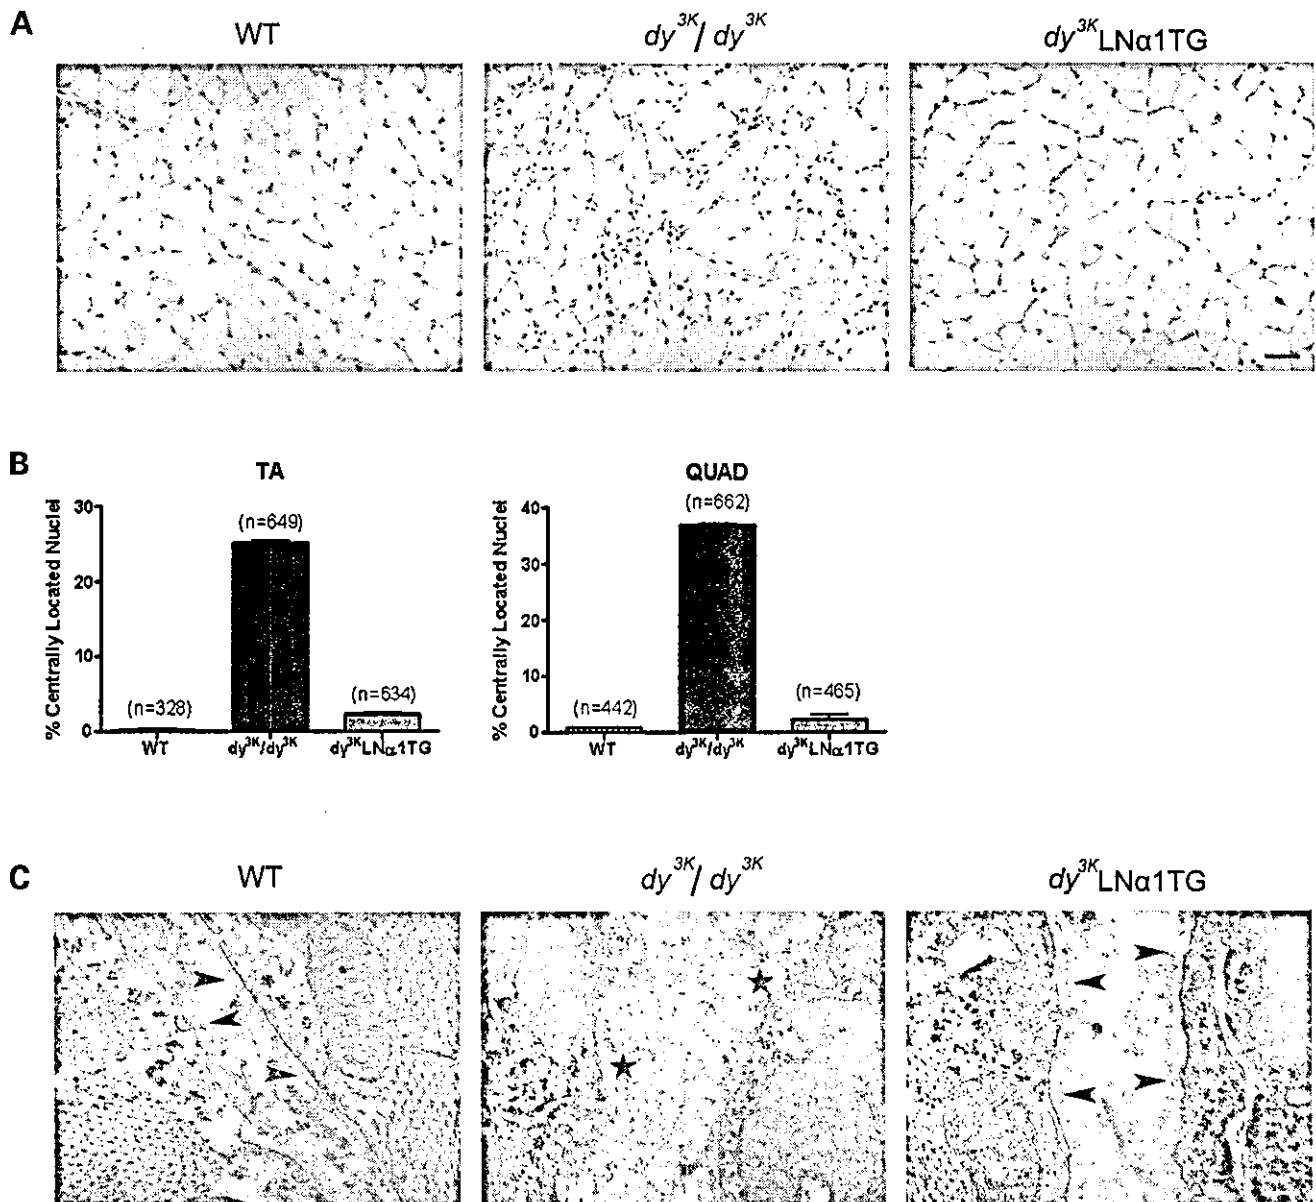 A
WT
dy3K/ dy3K
dy3KLNα1TG
B
TA
% Centrally Located Nuclei
30
20
10
0
(n=328)
(n=649)
(n=634)
WT
dy3K/dy3K
dy3KLNα1TG
QUAD
% Centrally Located Nuclei
40
30
20
10
0
(n=442)
(n=662)
(n=465)
WT
dy3K/dy3K
dy3KLNα1TG
C
WT
dy3K/ dy3K
dy3KLNα1TG